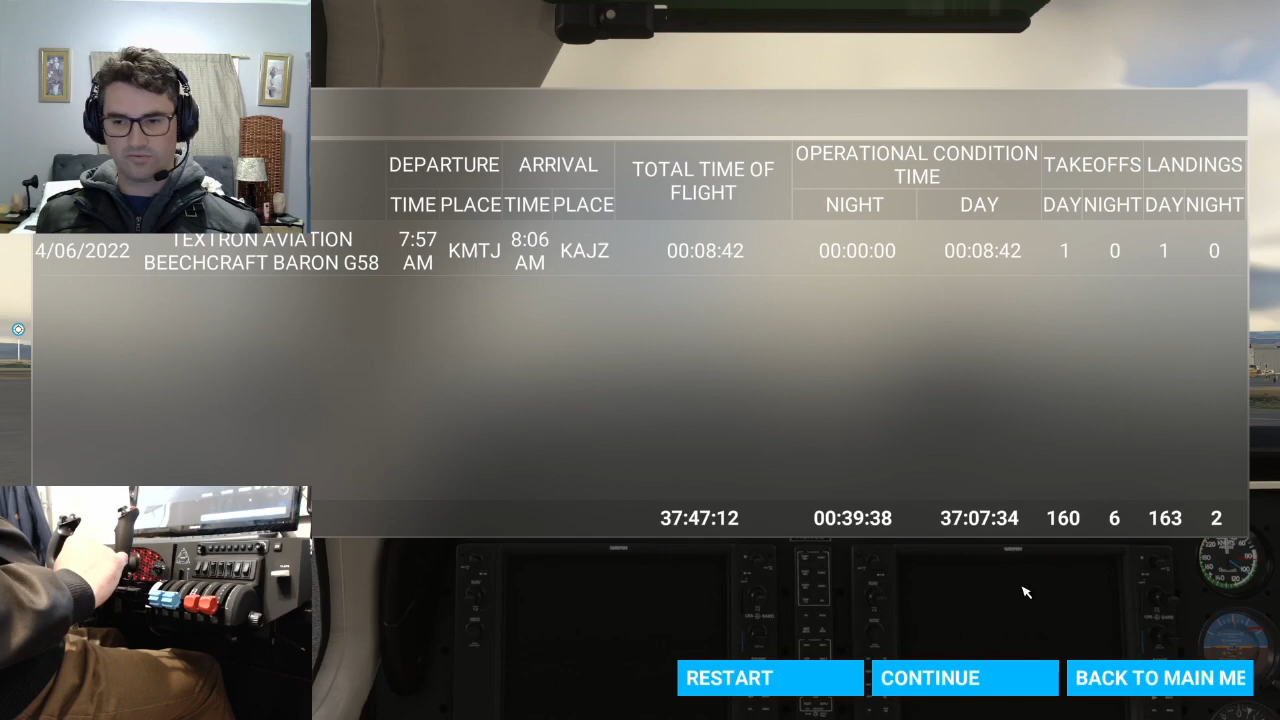 DEPARTURE ARRIVAL TOTAL TIME OF FLIGHT OPERATIONAL CONDITION TIME TAKEOFFS LANDINGS
TIME PLACE TIME PLACE NIGHT DAY DAY NIGHT DAY NIGHT
4/06/2022 TEXTRON AVIATION BEECHCRAFT BARON G58 7:57 AM KMTJ 8:06 AM KAJZ 00:08:42 00:00:00 00:08:42 1 0 1 0
37:47:12 00:39:38 37:07:34 160 6 163 2
RESTART CONTINUE BACK TO MAIN ME